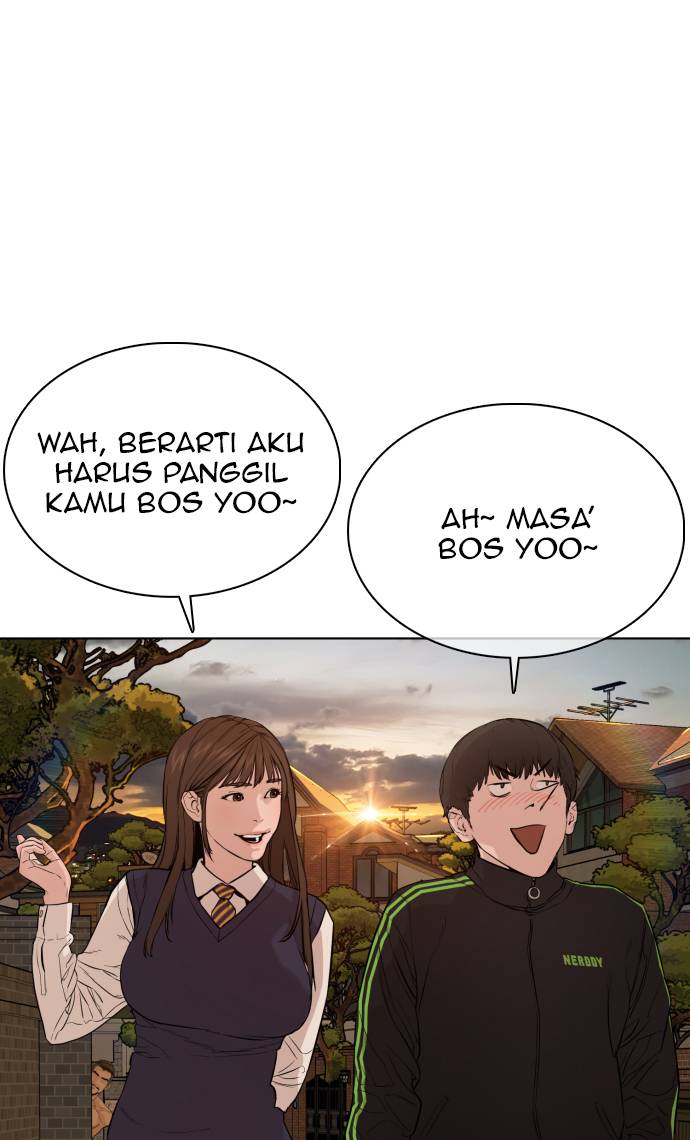 WAH, BERARTI AKU
HARUS PANGGIL
KAMU BOS YOO~
AH~ MASA'
BOS YOO~
NERDDY